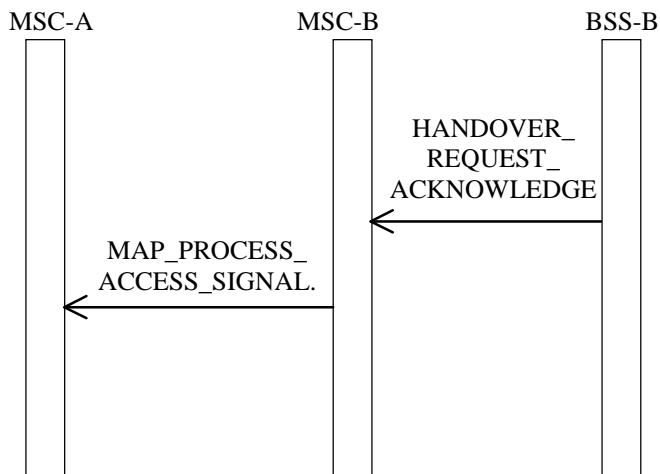 MSC-A
MSC-B
BSS-B
HANDOVER_
REQUEST_
ACKNOWLEDGE
MAP_PROCESS_
ACCESS_SIGNAL.